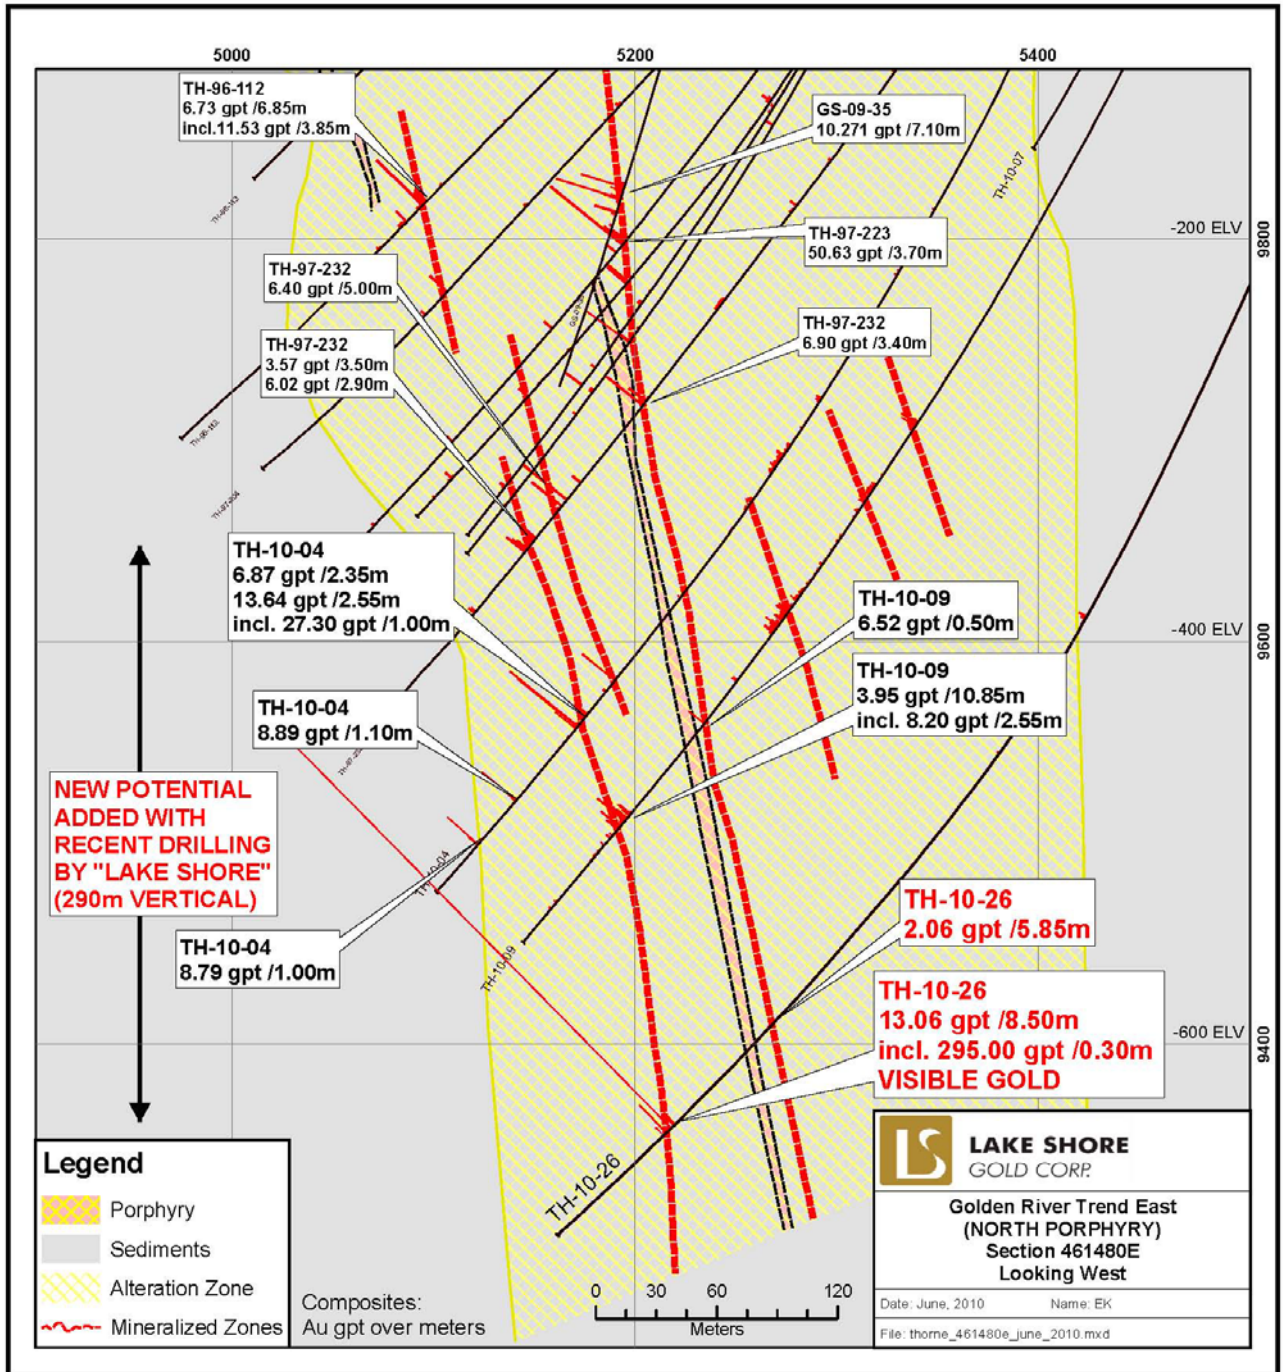 5000
5200
5400
TH-96-112
6.73 gpt /6.85m
incl.11.53 gpt /3.85m
GS-09-35
10.271 gpt /7.10m
TH-10-07
-200 ELV
9800
TH-97-223
50.63 gpt /3.70m
TH-97-232
6.40 gpt /5.00m
TH-97-232
6.90 gpt /3.40m
TH-97-232
3.57 gpt /3.50m
6.02 gpt /2.90m
TH-10-04
6.87 gpt /2.35m
13.64 gpt /2.55m
incl. 27.30 gpt /1.00m
TH-10-09
6.52 gpt /0.50m
-400 ELV
9600
TH-10-09
3.95 gpt /10.85m
incl. 8.20 gpt /2.55m
TH-10-04
8.89 gpt /1.10m
NEW POTENTIAL
ADDED WITH
RECENT DRILLING
BY "LAKE SHORE"
(290m VERTICAL)
TH-10-04
TH-10-26
2.06 gpt /5.85m
TH-10-04
8.79 gpt /1.00m
TH-10-09
TH-10-26
13.06 gpt /8.50m
incl. 295.00 gpt /0.30m
VISIBLE GOLD
-600 ELV
9400
TH-10-26
Legend
Porphyry
Sediments
Alteration Zone
Mineralized Zones
Composites:
Au gpt over meters
0 30 60 120
Meters
LS
LAKE SHORE
GOLD CORP.
Golden River Trend East
(NORTH PORPHYRY)
Section 461480E
Looking West
Date: June, 2010 Name: EK
File: thorne_461480e_june_2010.mxd